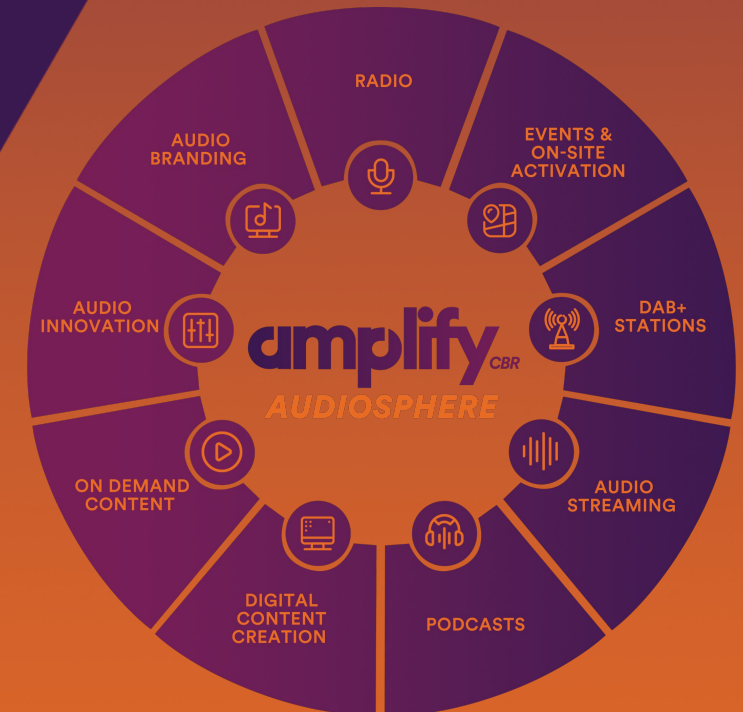 RADIO
EVENTS &
ON-SITE
ACTIVATION
DAB+
STATIONS
AUDIO
STREAMING
PODCASTS
DIGITAL
CONTENT
CREATION
ON DEMAND
CONTENT
AUDIO
INNOVATION
AUDIO
BRANDING
amplify CBR
AUDIOSPHERE